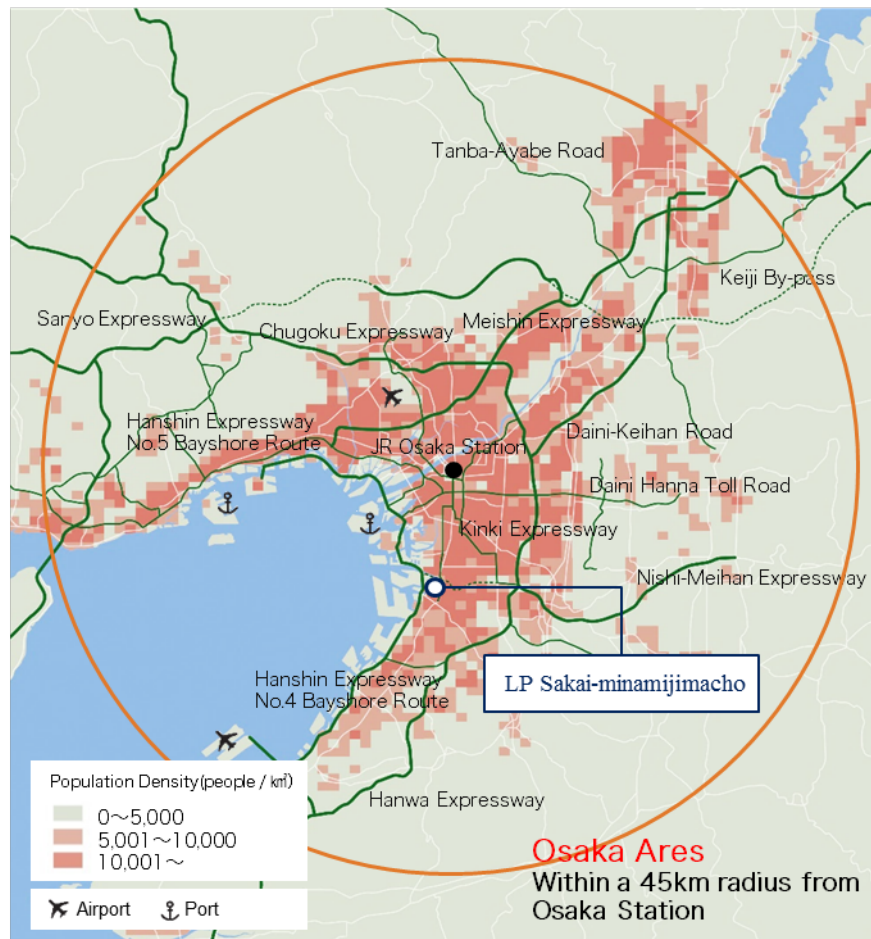 Tanba-Ayabe Road
Keiji By-pass
Sanyo Expressway
Chugoku Expressway
Meishin Expressway
Hanshin Expressway
No.5 Bayshore Route
JR Osaka Station
Daini-Keihan Road
Daini Hanna Toll Road
Kinki Expressway
Nishi-Meihan Expressway
LP Sakai-minamijimacho
Hanshin Expressway
No.4 Bayshore Route
Hanwa Expressway
Population Density(people / ㎢)
0～5,000
5,001～10,000
10,001～
Airport
Port
Osaka Ares
Within a 45km radius from
Osaka Station